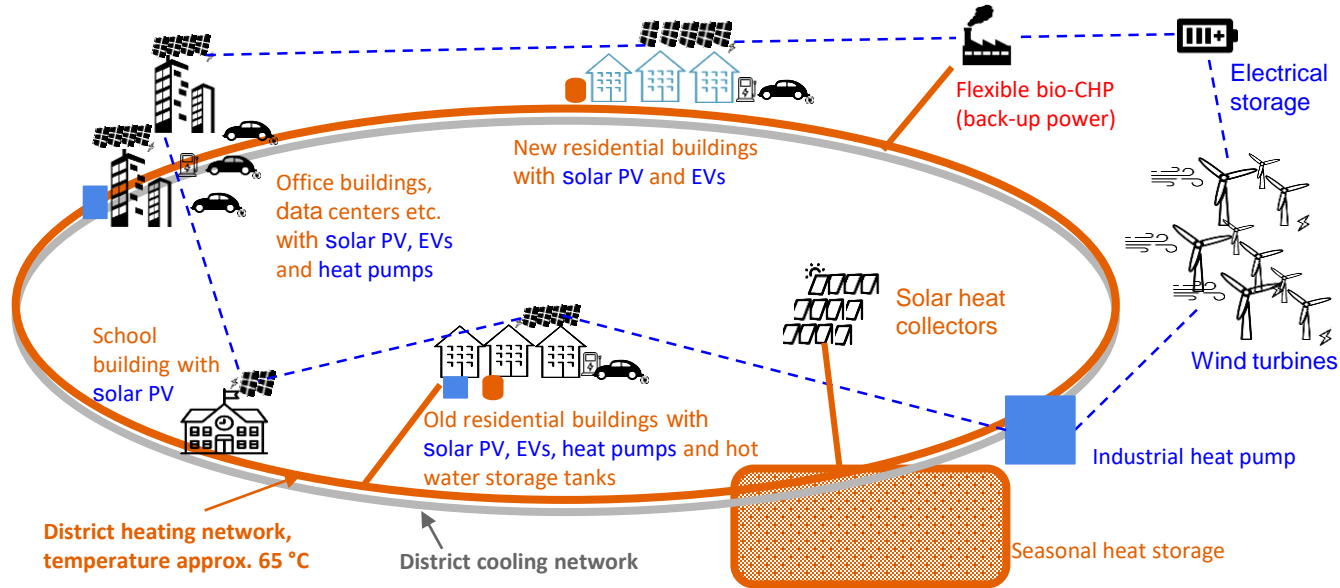 Flexible bio-CHP
(back-up power)
Electrical
storage
New residential buildings
with solar PV and EVs
Office buildings,
data centers etc.
with solar PV, EVs
and heat pumps
Solar heat
collectors
School
building with
solar PV
Wind turbines
Old residential buildings with
solar PV, EVs, heat pumps and hot
water storage tanks
Industrial heat pump
District heating network,
temperature approx. 65 °C
District cooling network
Seasonal heat storage